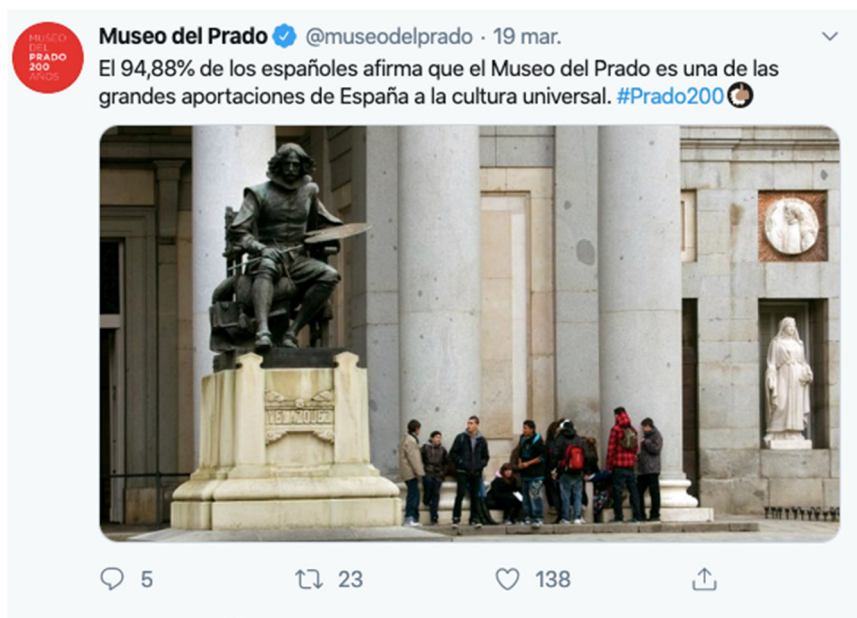 MUSEO
DEL
PRADO
200
AÑOS
Museo del Prado @museodelprado · 19 mar.
El 94,88% de los españoles afirma que el Museo del Prado es una de las
grandes aportaciones de España a la cultura universal. #Prado200
VELAZQUEZ
5 23 138